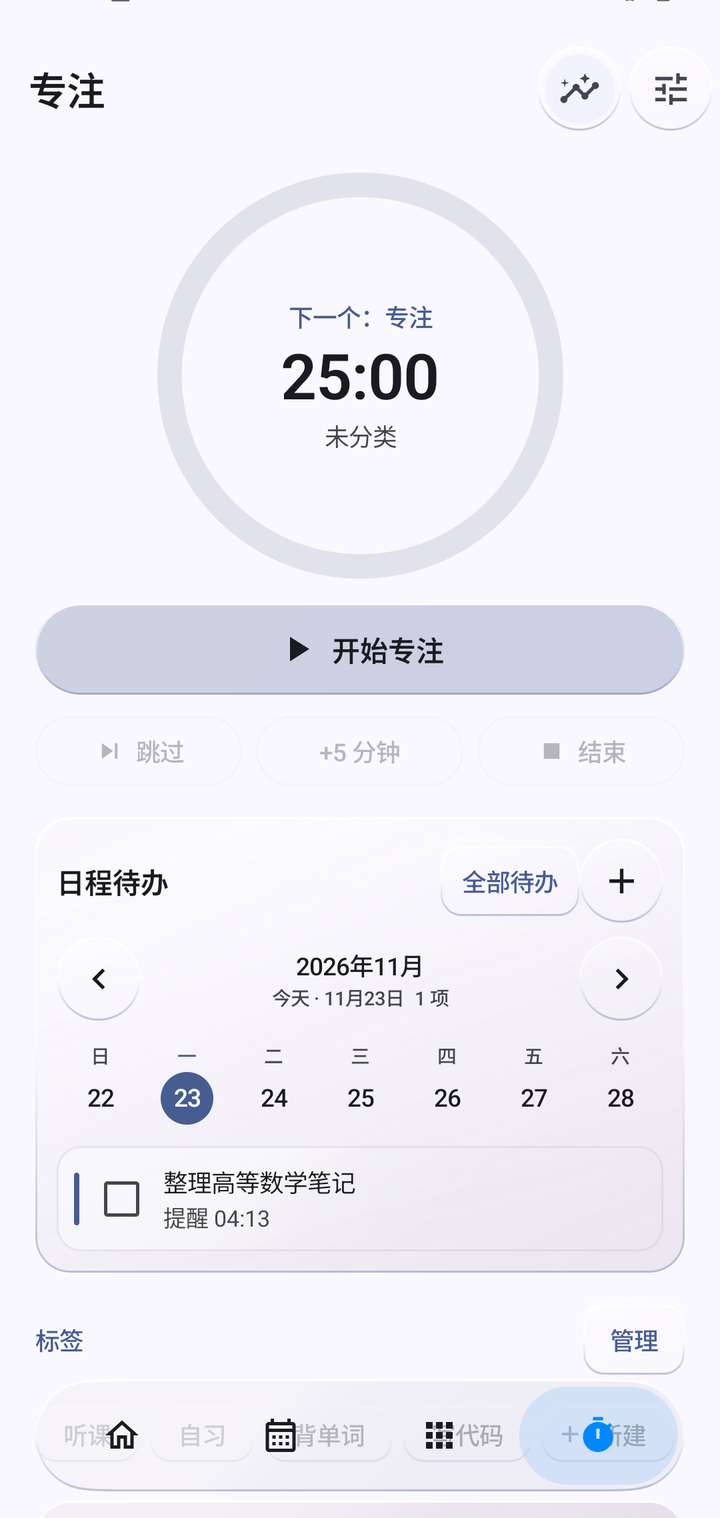 专注
下一个：专注
25:00
未分类
开始专注
跳过 +5 分钟 结束
日程待办 全部待办
2026年11月
今天 · 11月23日 1 项
日 一 二 三 四 五 六
22 23 24 25 26 27 28
整理高等数学笔记
提醒 04:13
标签 管理
听课 自习 背单词 代码